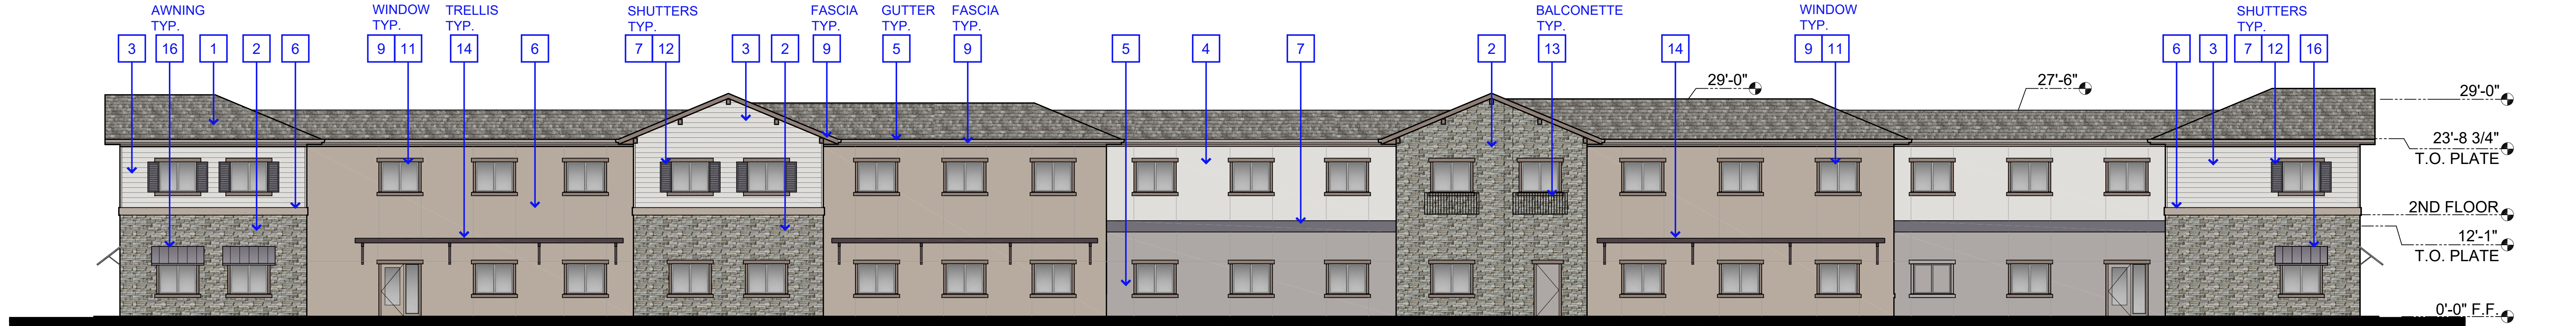 AWNING
TYP.
WINDOW
TYP.
TRELLIS
TYP.
SHUTTERS
TYP.
FASCIA
TYP.
GUTTER
TYP.
FASCIA
TYP.
BALCONETTE
TYP.
WINDOW
TYP.
SHUTTERS
TYP.
3 16 1 2 6 9 11 14 6 7 12 3 2 9 5 9 5 4 7 2 13 14 9 11 6 3 7 12 16
29'-0"
27'-6"
29'-0"
23'-8 3/4"
T.O. PLATE
2ND FLOOR
12'-1"
T.O. PLATE
0'-0" F.F.